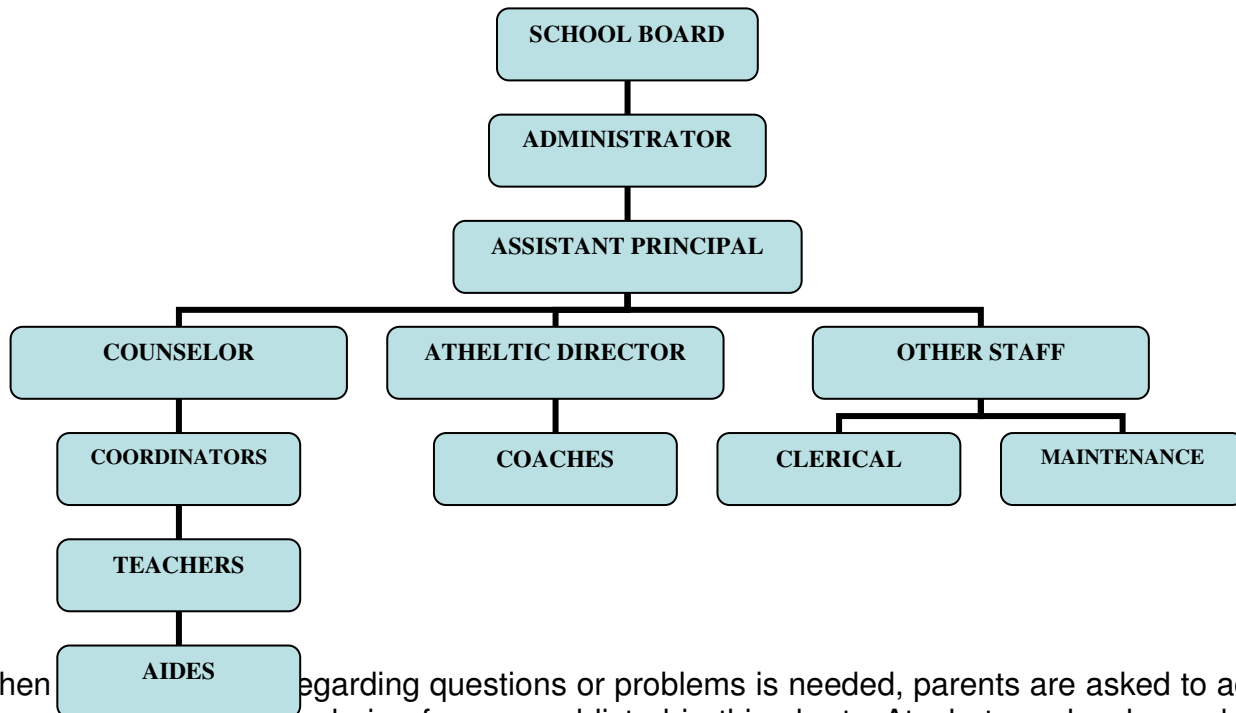 SCHOOL BOARD
ADMINISTRATOR
ASSISTANT PRINCIPAL
COUNSELOR
ATHELTIC DIRECTOR
OTHER STAFF
COORDINATORS
COACHES
CLERICAL
MAINTENANCE
TEACHERS
AIDES
hen egarding questions or problems is needed, parents are asked to